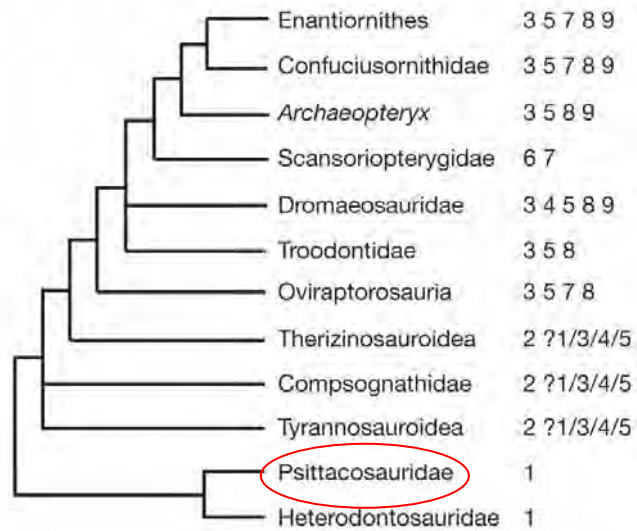 Enantiornithes 3 5 7 8 9
Confuciusornithidae 3 5 7 8 9
Archaeopteryx 3 5 8 9
Scansoriopterygidae 6 7
Dromaeosauridae 3 4 5 8 9
Troodontidae 3 5 8
Oviraptorosauria 3 5 7 8
Therizinosauroidea 2 ?1/3/4/5
Compsognathidae 2 ?1/3/4/5
Tyrannosauroidea 2 ?1/3/4/5
Psittacosauridae 1
Heterodontosauridae 1